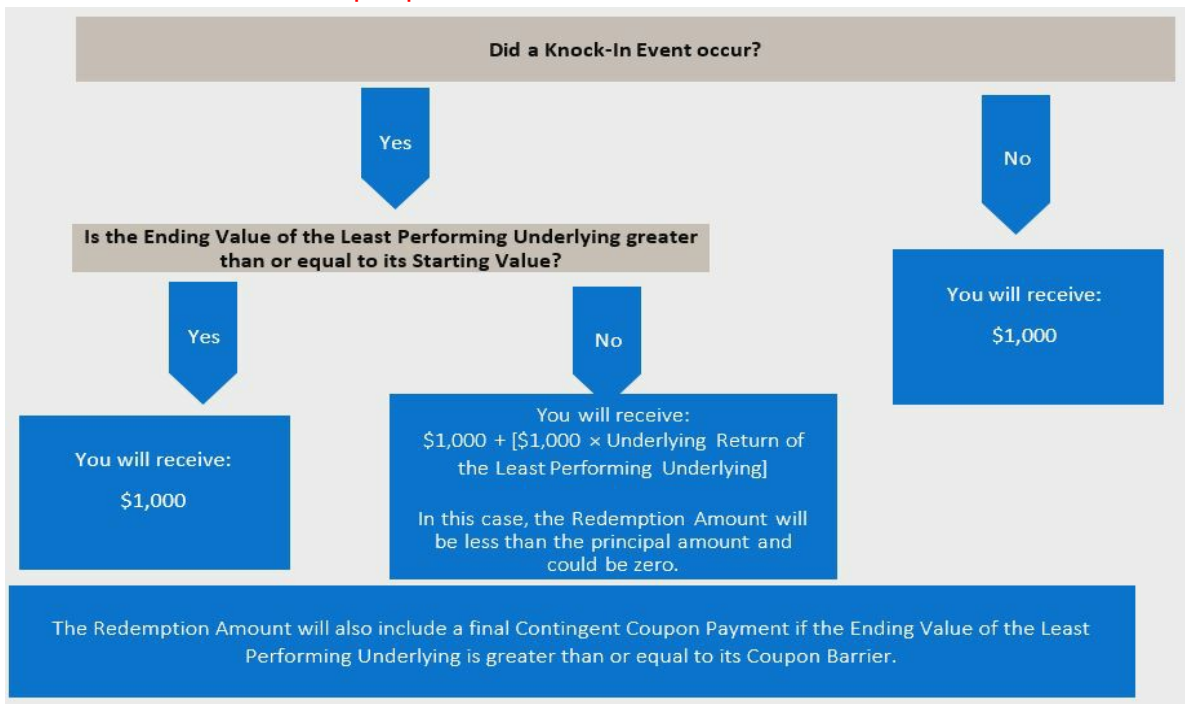 Did a Knock-In Event occur?
Yes
No
Is the Ending Value of the Least Performing Underlying greater
than or equal to its Starting Value?
You will receive:
$1,000
Yes
No
You will receive:
$1,000 + [$1,000 × Underlying Return of
the Least Performing Underlying]
In this case, the Redemption Amount will
be less than the principal amount and
could be zero.
You will receive:
$1,000
The Redemption Amount will also include a final Contingent Coupon Payment if the Ending Value of the Least
Performing Underlying is greater than or equal to its Coupon Barrier.